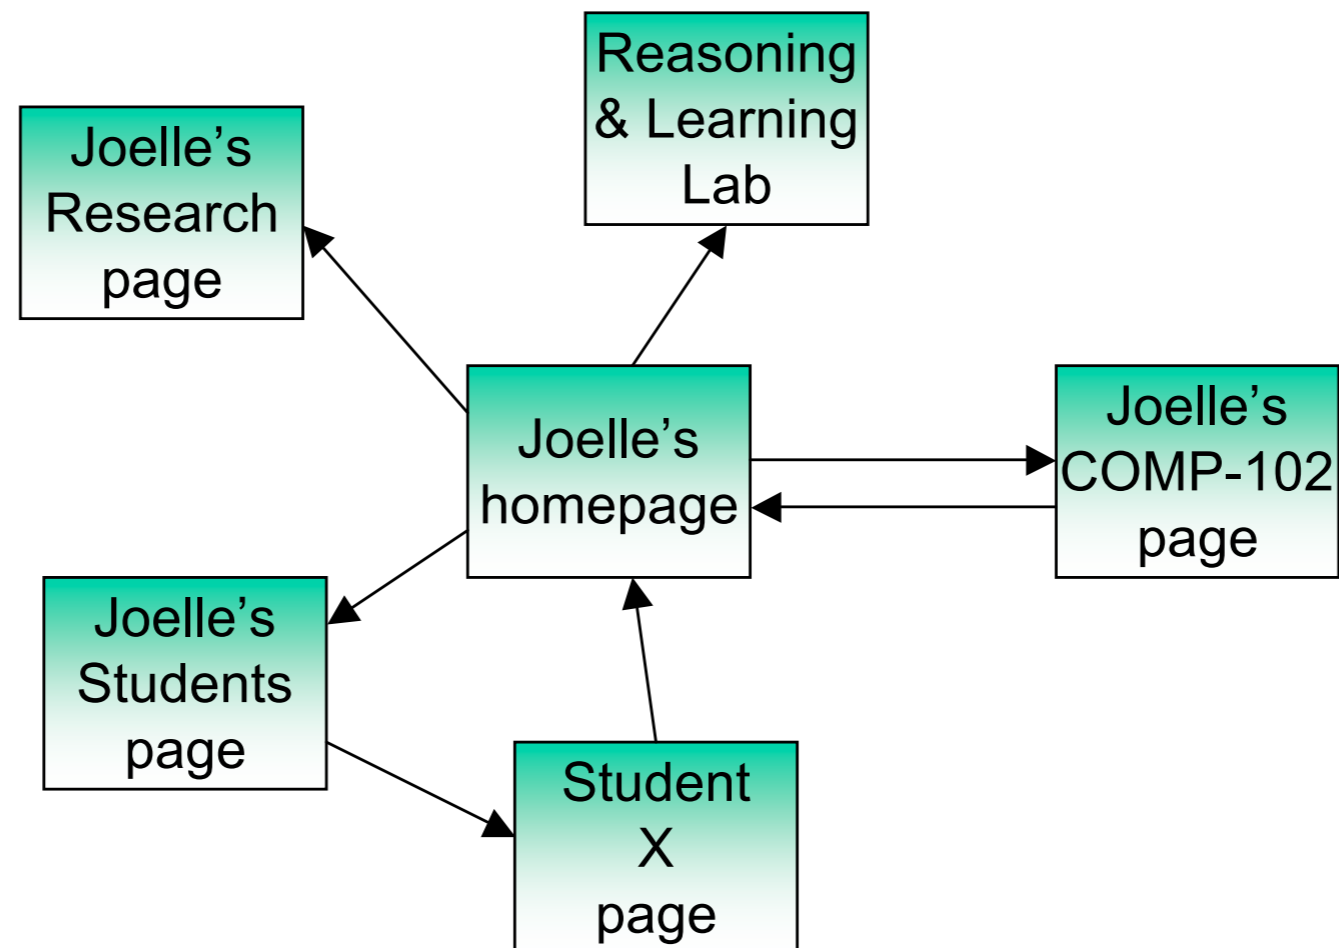 Reasoning
& Learning
Lab
Joelle’s
Research
page
Joelle’s
homepage
Joelle’s
COMP-102
page
Joelle’s
Students
page
Student
X
page